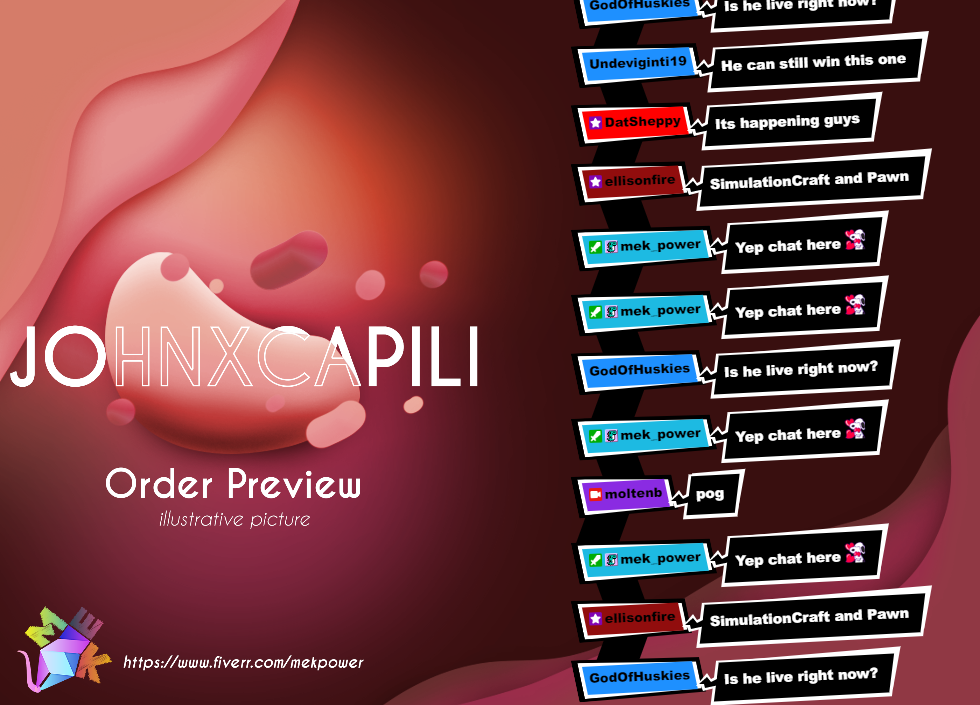 JOHNXCAPILI
Order Preview
illustrative picture
MEK
https://www.fiverr.com/mekpower
GodOfHuskies Is he live right now?
Undeviginti19 He can still win this one
DatSheppy Its happening guys
ellisonfire SimulationCraft and Pawn
mek_power Yep chat here
mek_power Yep chat here
GodOfHuskies Is he live right now?
mek_power Yep chat here
moltenb pog
mek_power Yep chat here
ellisonfire SimulationCraft and Pawn
GodOfHuskies Is he live right now?